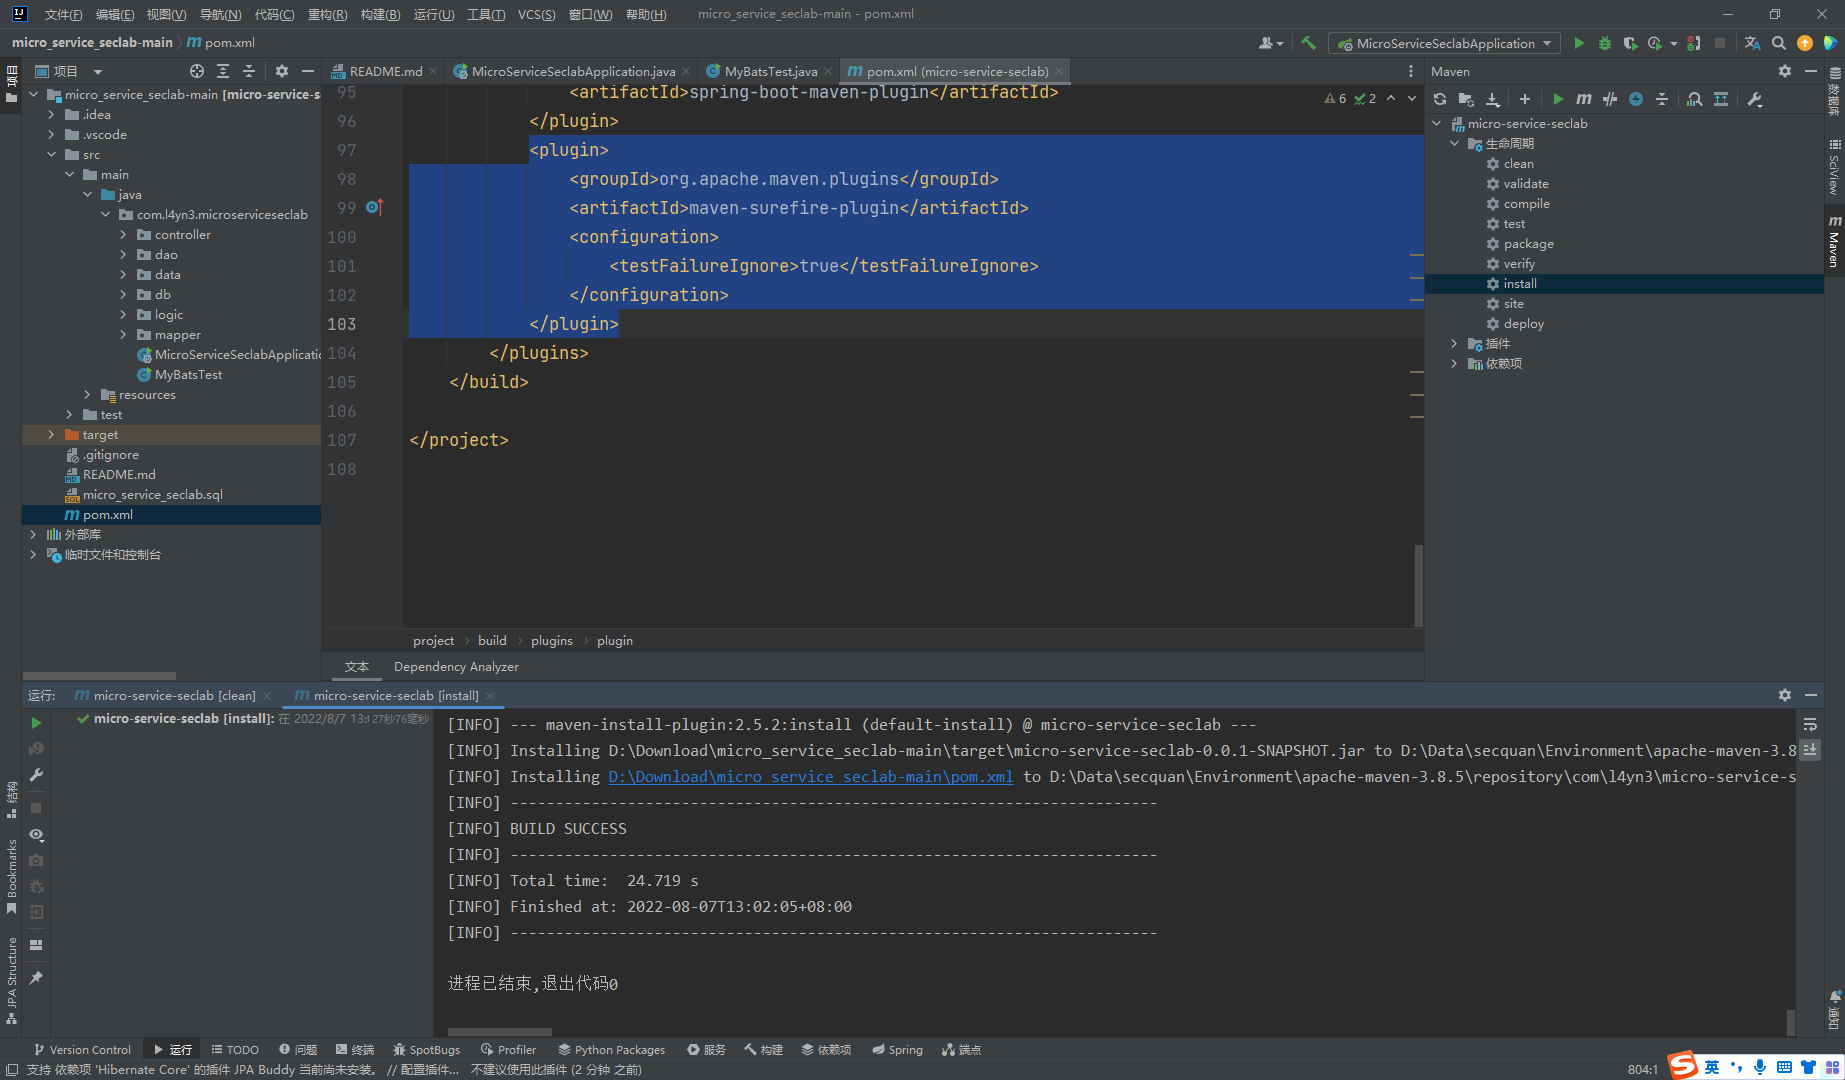 文件(F) 编辑(E) 视图(V) 导航(N) 代码(C) 重构(R) 构建(B) 运行(U) 工具(T) VCS(S) 窗口(W) 帮助(H) micro_service_seclab-main - pom.xml
micro_service_seclab-main pom.xml
MicroServiceSeclabApplication
项目
README.md MicroServiceSeclabApplication.java MyBatsTest.java pom.xml (micro-service-seclab)
Maven
项目
micro_service_seclab-main [micro-service-s
.idea
.vscode
src
main
java
com.l4yn3.microserviceseclab
controller
dao
data
db
logic
mapper
MicroServiceSeclabApplicatic
MyBatsTest
resources
test
target
.gitignore
README.md
micro_service_seclab.sql
pom.xml
外部库
临时文件和控制台
95 <artifactId>spring-boot-maven-plugin</artifactId>
96 </plugin>
97 <plugin>
98 <groupId>org.apache.maven.plugins</groupId>
99 <artifactId>maven-surefire-plugin</artifactId>
100 <configuration>
101 <testFailureIgnore>true</testFailureIgnore>
102 </configuration>
103 </plugin>
104 </plugins>
105 </build>
106
107 </project>
108
6 2
project build plugins plugin
文本 Dependency Analyzer
micro-service-seclab
生命周期
clean
validate
compile
test
package
verify
install
site
deploy
插件
依赖项
数据库
SciView
Maven
通知
运行: micro-service-seclab [clean] micro-service-seclab [install]
micro-service-seclab [install]: 在 2022/8/7 13:(27秒76毫秒
[INFO] --- maven-install-plugin:2.5.2:install (default-install) @ micro-service-seclab ---
[INFO] Installing D:\Download\micro_service_seclab-main\target\micro-service-seclab-0.0.1-SNAPSHOT.jar to D:\Data\secquan\Environment\apache-maven-3.8
[INFO] Installing D:\Download\micro_service_seclab-main\pom.xml to D:\Data\secquan\Environment\apache-maven-3.8.5\repository\com\l4yn3\micro-service-s
[INFO] ------------------------------------------------------------------------
[INFO] BUILD SUCCESS
[INFO] ------------------------------------------------------------------------
[INFO] Total time:  24.719 s
[INFO] Finished at: 2022-08-07T13:02:05+08:00
[INFO] ------------------------------------------------------------------------
进程已结束,退出代码0
结构
Bookmarks
JPA Structure
Version Control 运行 TODO 问题 终端 SpotBugs Profiler Python Packages 服务 构建 依赖项 Spring 端点
支持 依赖项 'Hibernate Core' 的插件 JPA Buddy 当前尚未安装。 // 配置插件... 不建议使用此插件 (2 分钟 之前)
804:1
英